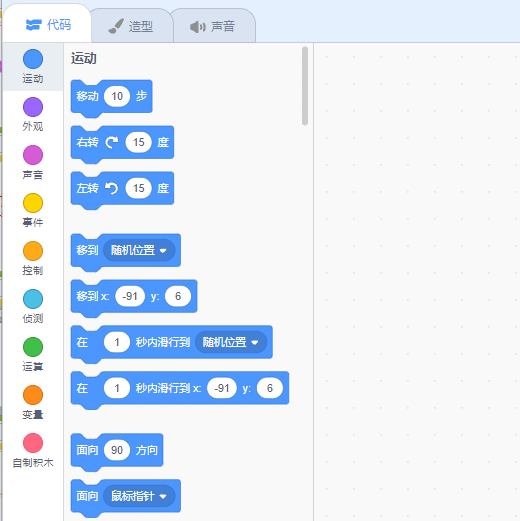 代码 造型 声音
运动
外观
声音
事件
控制
侦测
运算
变量
自制积木
运动
移动 10 步
右转 15 度
左转 15 度
移到 随机位置
移到 x: -91 y: 6
在 1 秒内滑行到 随机位置
在 1 秒内滑行到 x: -91 y: 6
面向 90 方向
面向 鼠标指针